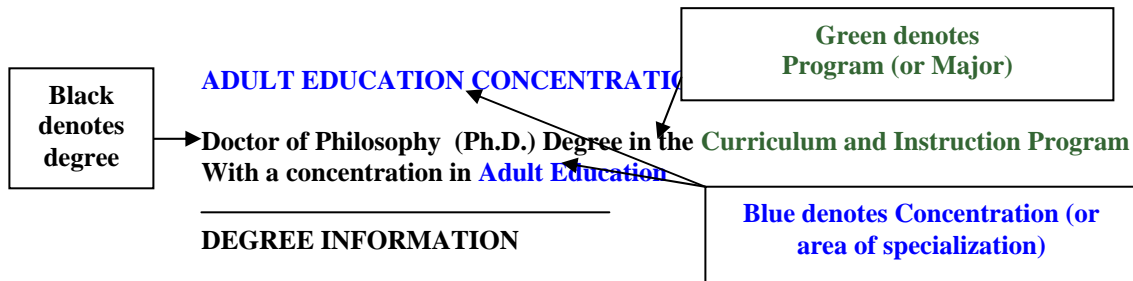 Green denotes
Program (or Major)
ADULT EDUCATION CONCENTRATIO
Black
denotes
degree
Doctor of Philosophy (Ph.D.) Degree in the Curriculum and Instruction Program
With a concentration in Adult Education
Blue denotes Concentration (or
area of specialization)
DEGREE INFORMATION